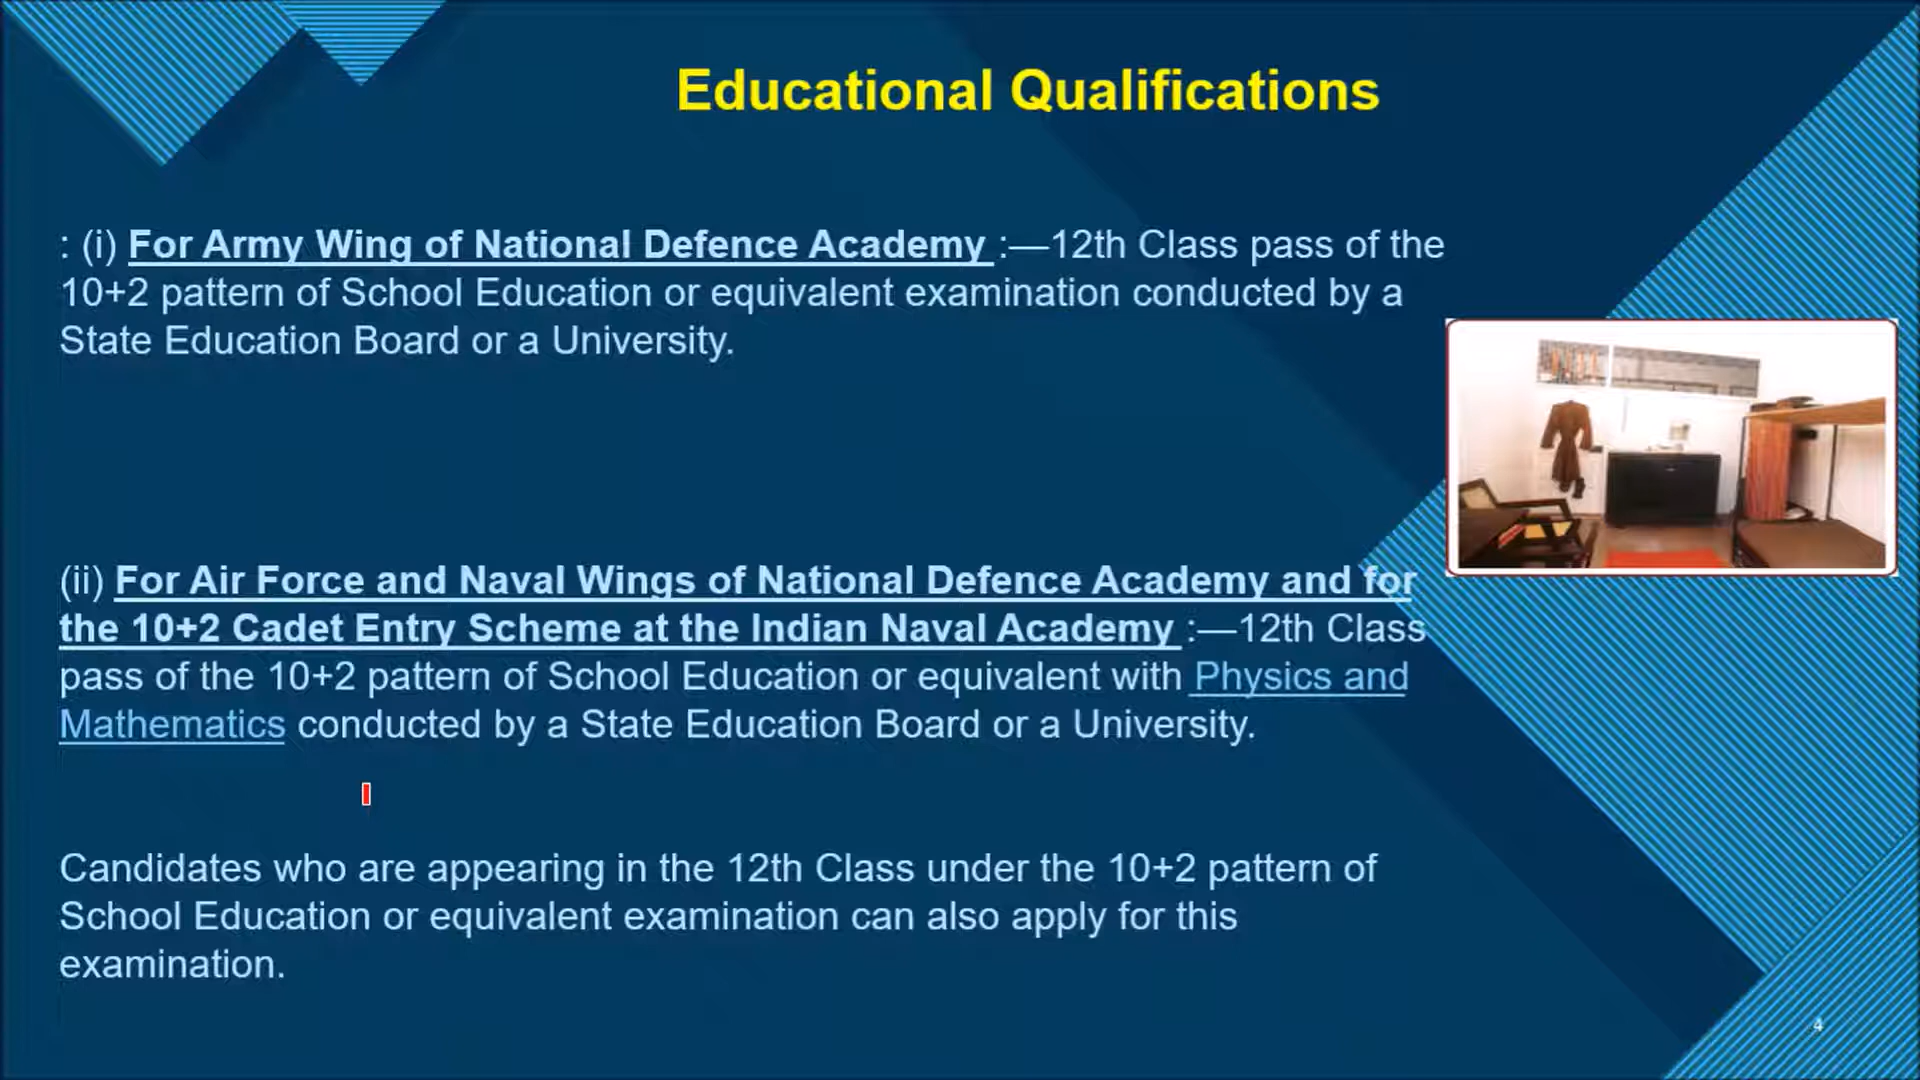 Educational Qualifications
: (i) For Army Wing of National Defence Academy :—12th Class pass of the
10+2 pattern of School Education or equivalent examination conducted by a
State Education Board or a University.
(ii) For Air Force and Naval Wings of National Defence Academy and for
the 10+2 Cadet Entry Scheme at the Indian Naval Academy :—12th Class
pass of the 10+2 pattern of School Education or equivalent with Physics and
Mathematics conducted by a State Education Board or a University.
Candidates who are appearing in the 12th Class under the 10+2 pattern of
School Education or equivalent examination can also apply for this
examination.
4